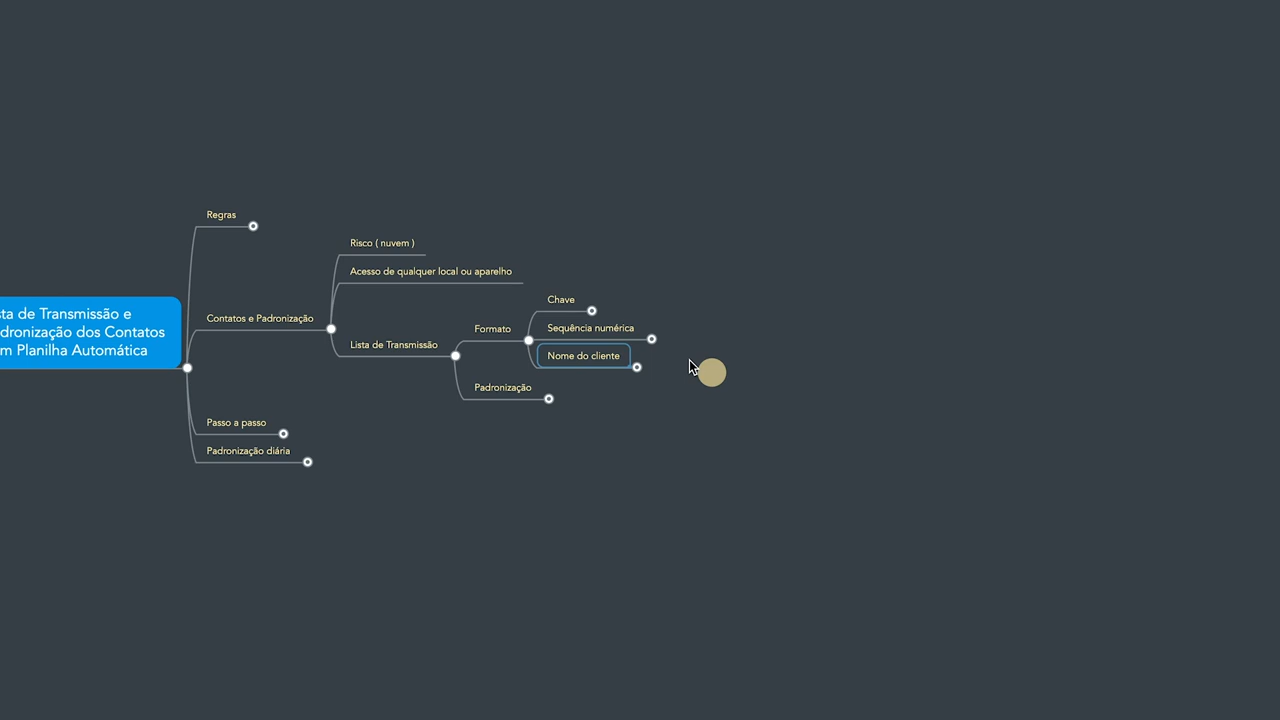 Regras
Risco ( nuvem )
Acesso de qualquer local ou aparelho
Chave
sta de Transmissão e
dronização dos Contatos
m Planilha Automática
Contatos e Padronização
Formato
Sequência numérica
Lista de Transmissão
Nome do cliente
Padronização
Passo a passo
Padronização diária